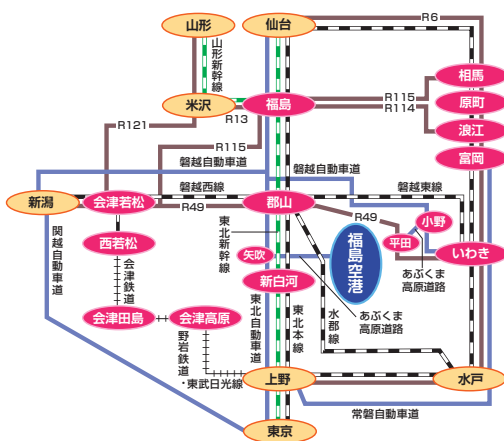 山形
仙台
R6
山形新幹線
相馬
米沢
福島
R115
原町
R114
R13
R121
浪江
R115
富岡
磐越自動車道
磐越自動車道
新潟
会津若松
磐越西線
郡山
磐越東線
R49
R49
小野
西若松
東北新幹線
平田
関越自動車道
矢吹
福島空港
いわき
会津鉄道
新白河
あぶくま
高原道路
あぶくま
高原道路
会津田島
会津高原
東北自動車道
東北本線
水郡線
野岩鉄道
・東武日光線
上野
水戸
常磐自動車道
東京